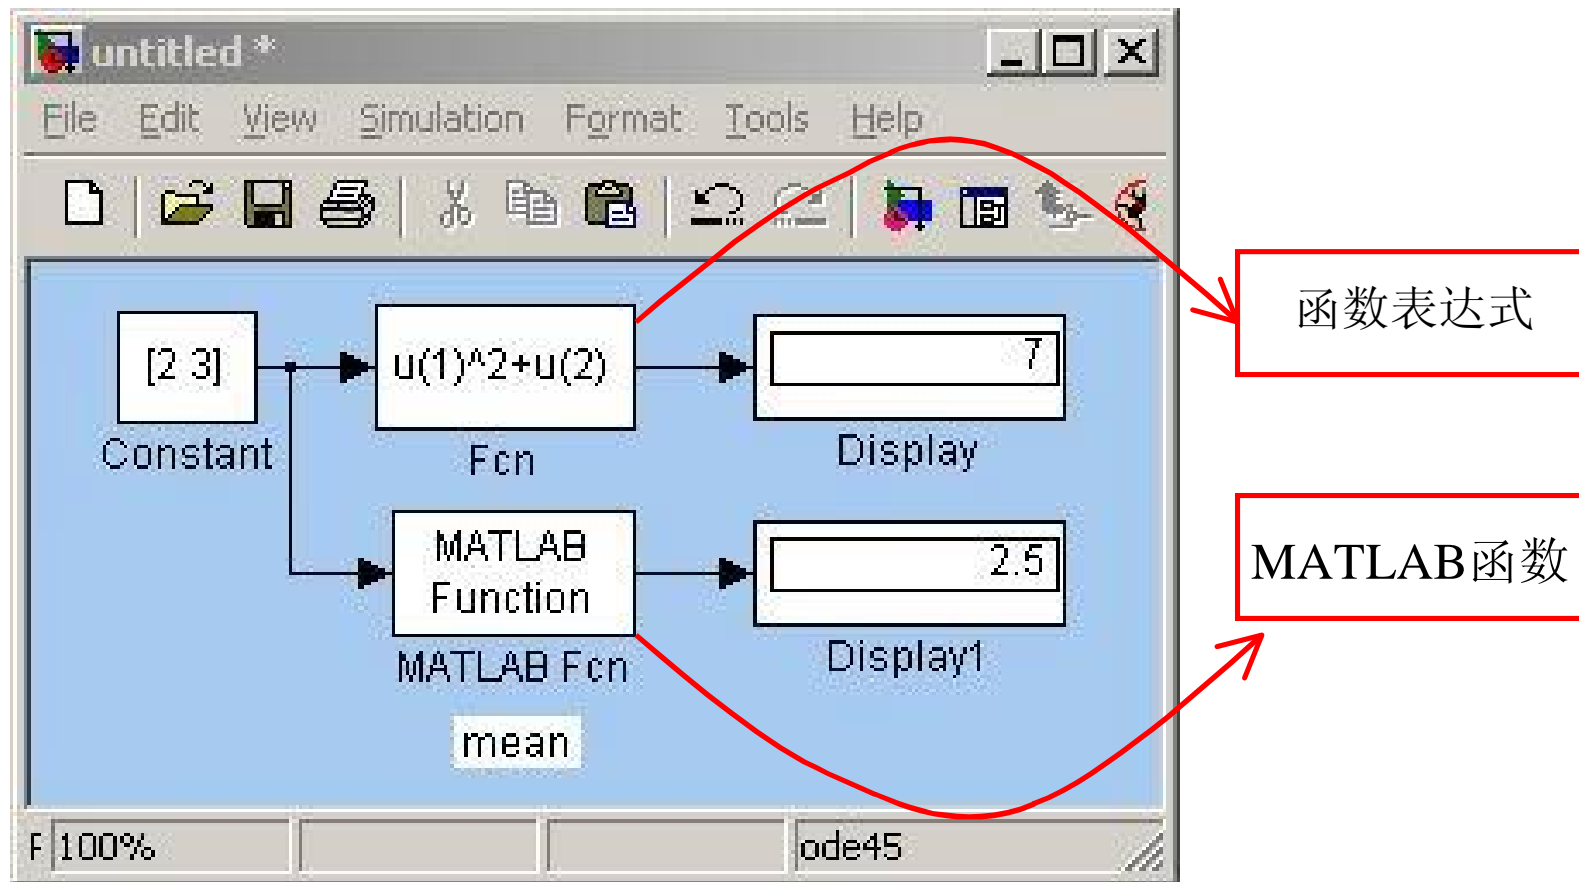 untitled *
File Edit View Simulation Format Tools Help
函数表达式
[2 3]
u(1)^2+u(2)
7
Constant
Fcn
Display
MATLAB函数
MATLAB
Function
2.5
MATLAB Fcn
Display1
mean
F 100%
ode45